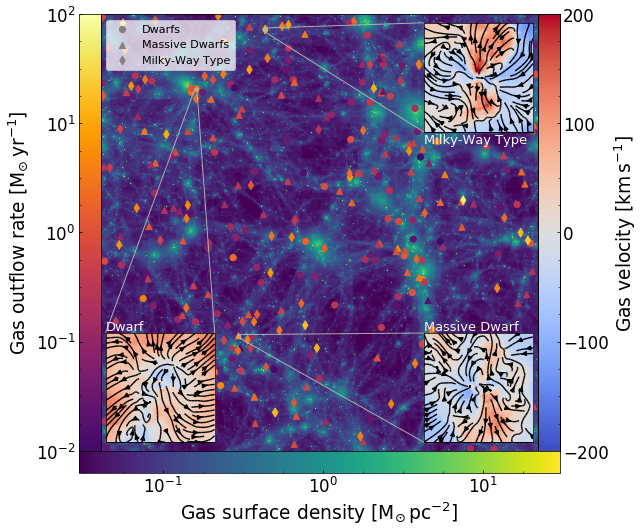 10²
10¹
10⁰
10⁻¹
10⁻²
Gas outflow rate [M⊙ yr⁻¹]
Dwarfs
Massive Dwarfs
Milky-Way Type
Milky-Way Type
Dwarf
Massive Dwarf
200
100
0
−100
−200
Gas velocity [km s⁻¹]
10⁻¹
10⁰
10¹
Gas surface density [M⊙ pc⁻²]